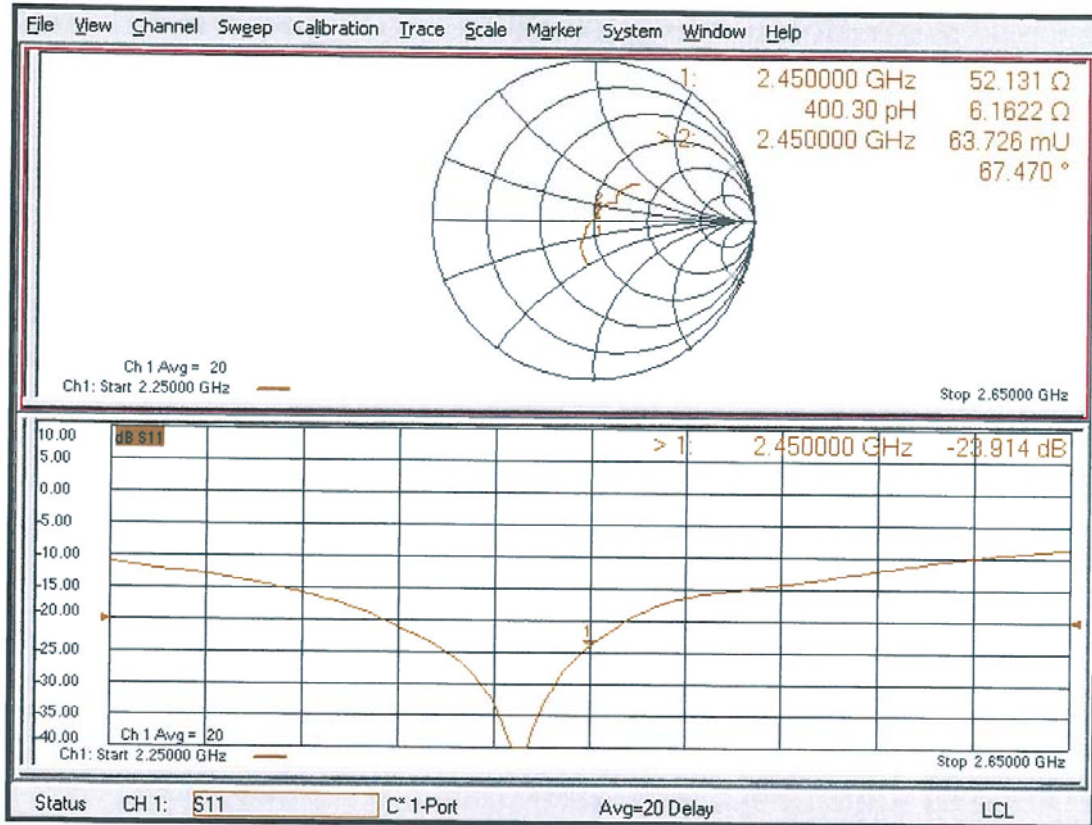 File View Channel Sweep Calibration Trace Scale Marker System Window Help
1: 2.450000 GHz 52.131 Ω
400.30 pH 6.1622 Ω
> 2: 2.450000 GHz 63.726 mU
67.470 °
2
1
Ch 1 Avg = 20
Ch1: Start 2.25000 GHz
Stop 2.65000 GHz
10.00
dB S11
> 1: 2.450000 GHz -23.914 dB
5.00
0.00
-5.00
-10.00
-15.00
-20.00
1
-25.00
-30.00
-35.00
-40.00
Ch 1 Avg = 20
Ch1: Start 2.25000 GHz
Stop 2.65000 GHz
Status CH 1: S11 C* 1-Port Avg=20 Delay LCL